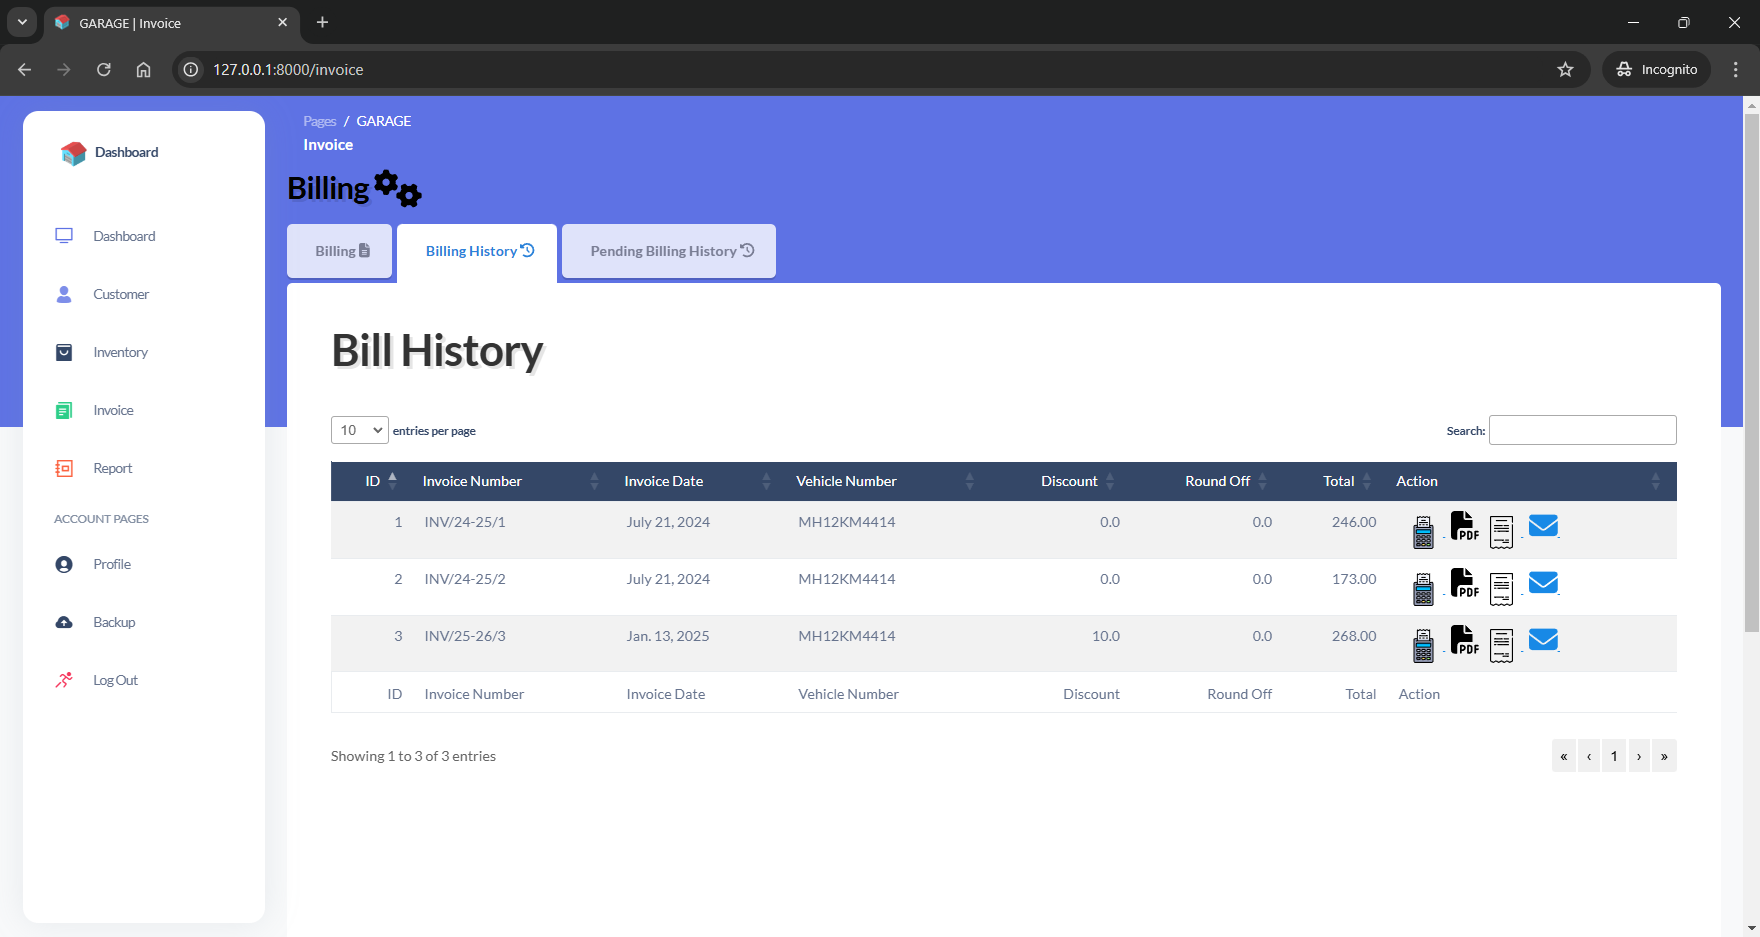 GARAGE | Invoice
127.0.0.1:8000/invoice
Incognito
Dashboard
Dashboard
Customer
Inventory
Invoice
Report
ACCOUNT PAGES
Profile
Backup
Log Out
Pages / GARAGE
Invoice
Billing
Billing Billing History Pending Billing History
Bill History
10 entries per page Search:
ID Invoice Number Invoice Date Vehicle Number Discount Round Off Total Action
1 INV/24-25/1 July 21, 2024 MH12KM4414 0.0 0.0 246.00 PDF
2 INV/24-25/2 July 21, 2024 MH12KM4414 0.0 0.0 173.00 PDF
3 INV/25-26/3 Jan. 13, 2025 MH12KM4414 10.0 0.0 268.00 PDF
ID Invoice Number Invoice Date Vehicle Number Discount Round Off Total Action
Showing 1 to 3 of 3 entries « ‹ 1 › »